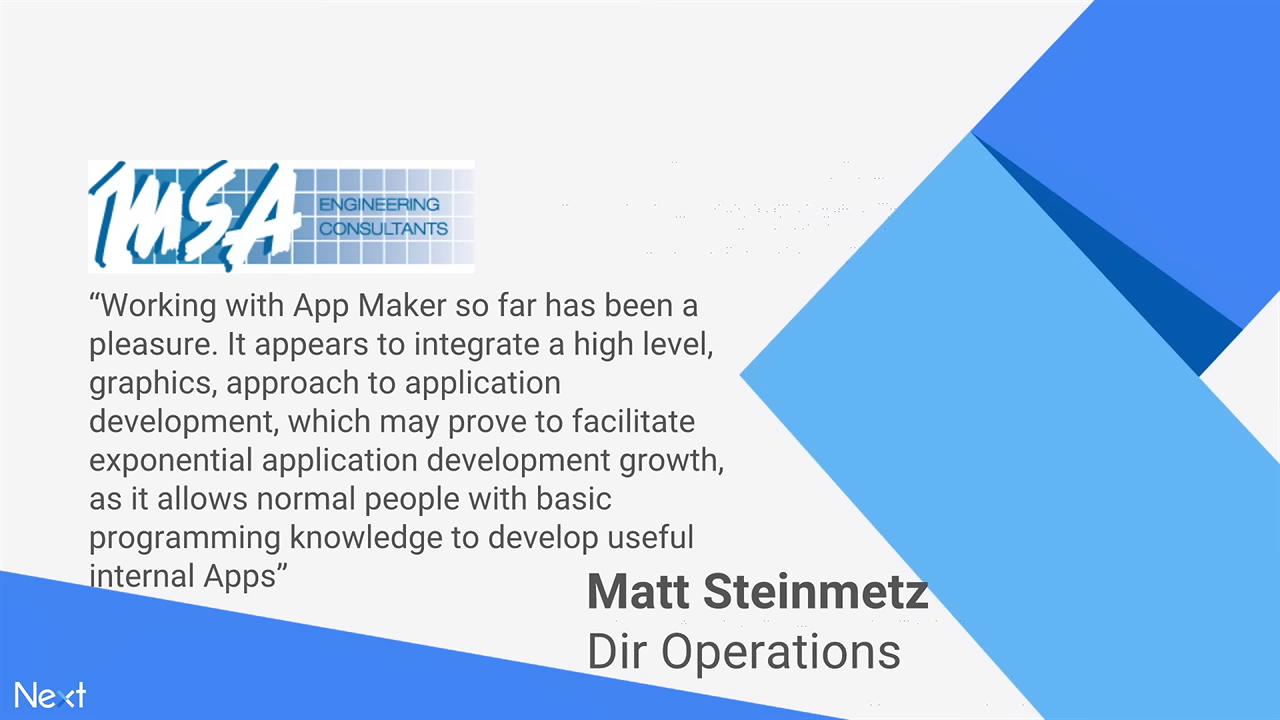 IMSA
ENGINEERING
CONSULTANTS
“Working with App Maker so far has been a
pleasure. It appears to integrate a high level,
graphics, approach to application
development, which may prove to facilitate
exponential application development growth,
as it allows normal people with basic
programming knowledge to develop useful
internal Apps”
Matt Steinmetz
Dir Operations
Next